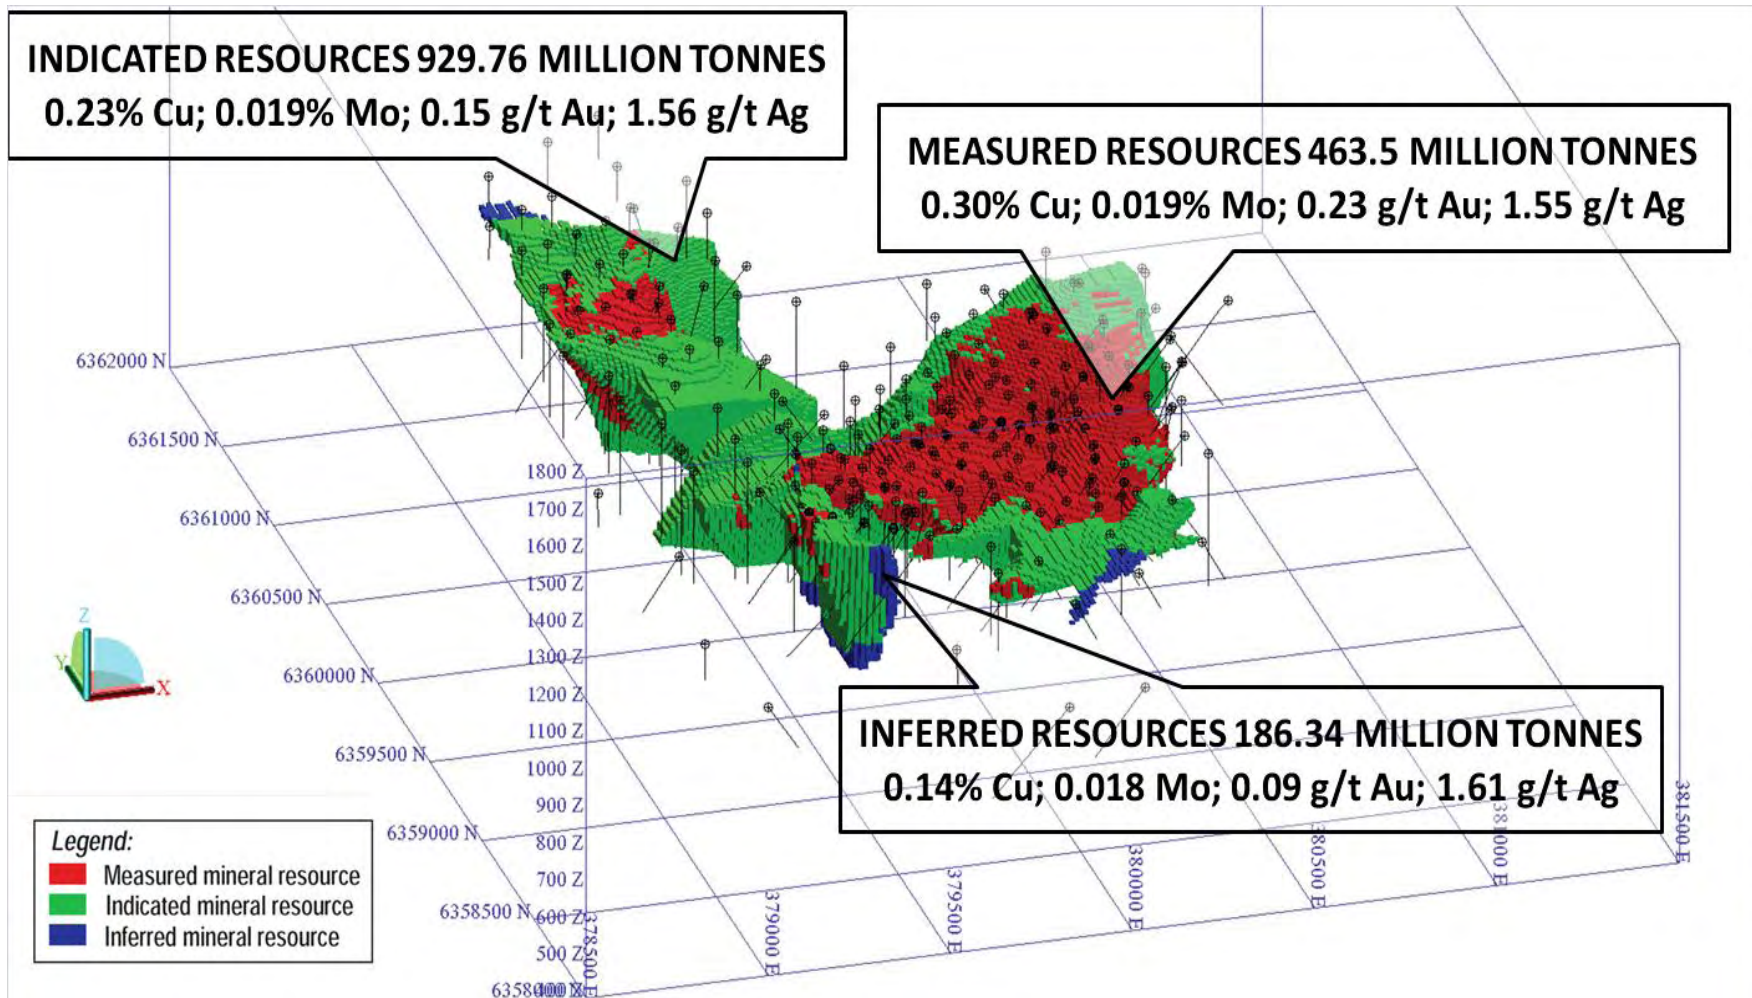 INDICATED RESOURCES 929.76 MILLION TONNES
0.23% Cu; 0.019% Mo; 0.15 g/t Au; 1.56 g/t Ag
MEASURED RESOURCES 463.5 MILLION TONNES
0.30% Cu; 0.019% Mo; 0.23 g/t Au; 1.55 g/t Ag
6362000 N
6361500 N
6361000 N
6360500 N
6360000 N
6359500 N
6359000 N
6358500 N
1800 Z
1700 Z
1600 Z
1500 Z
1400 Z
1300 Z
1200 Z
1100 Z
1000 Z
900 Z
800 Z
700 Z
600 Z
500 Z
Z
Y
X
INFERRED RESOURCES 186.34 MILLION TONNES
0.14% Cu; 0.018 Mo; 0.09 g/t Au; 1.61 g/t Ag
378500 E
379000 E
379500 E
380000 E
380500 E
381000 E
381500 E
Legend:
Measured mineral resource
Indicated mineral resource
Inferred mineral resource